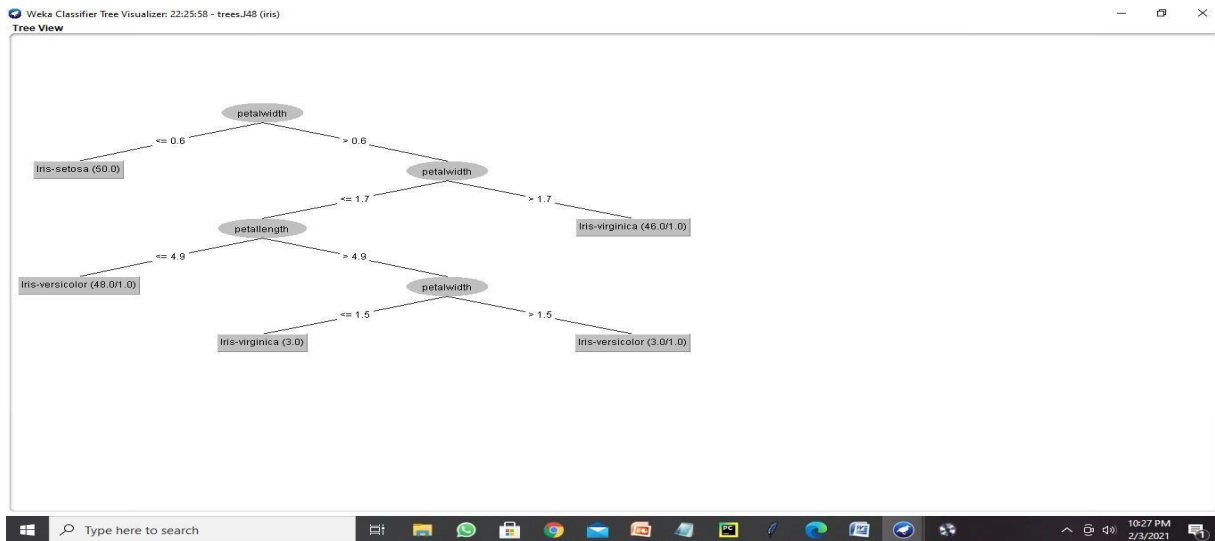 Weka Classifier Tree Visualizer: 22:25:58 - trees.J48 (iris)
Tree View
petalwidth
<= 0.6
> 0.6
Iris-setosa (50.0)
petalwidth
<= 1.7
> 1.7
petallength
Iris-virginica (46.0/1.0)
<= 4.9
> 4.9
Iris-versicolor (48.0/1.0)
petalwidth
<= 1.5
> 1.5
Iris-virginica (3.0)
Iris-versicolor (3.0/1.0)
Type here to search
PC
10:27 PM
2/3/2021